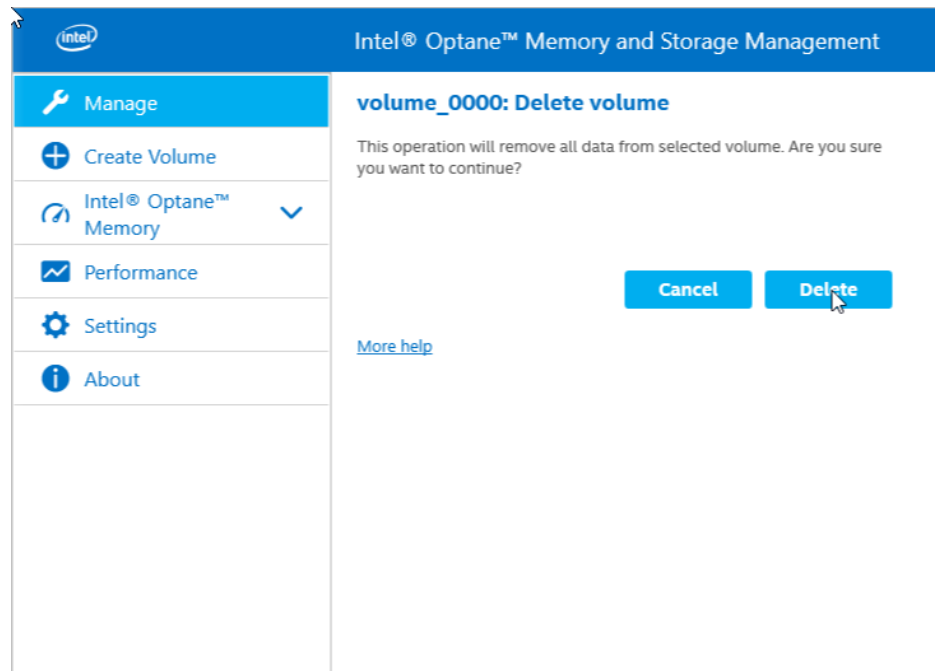 intel
Intel® Optane™ Memory and Storage Management
Manage
Create Volume
Intel® Optane™
Memory
Performance
Settings
About
volume_0000: Delete volume
This operation will remove all data from selected volume. Are you sure
you want to continue?
Cancel
Delete
More help